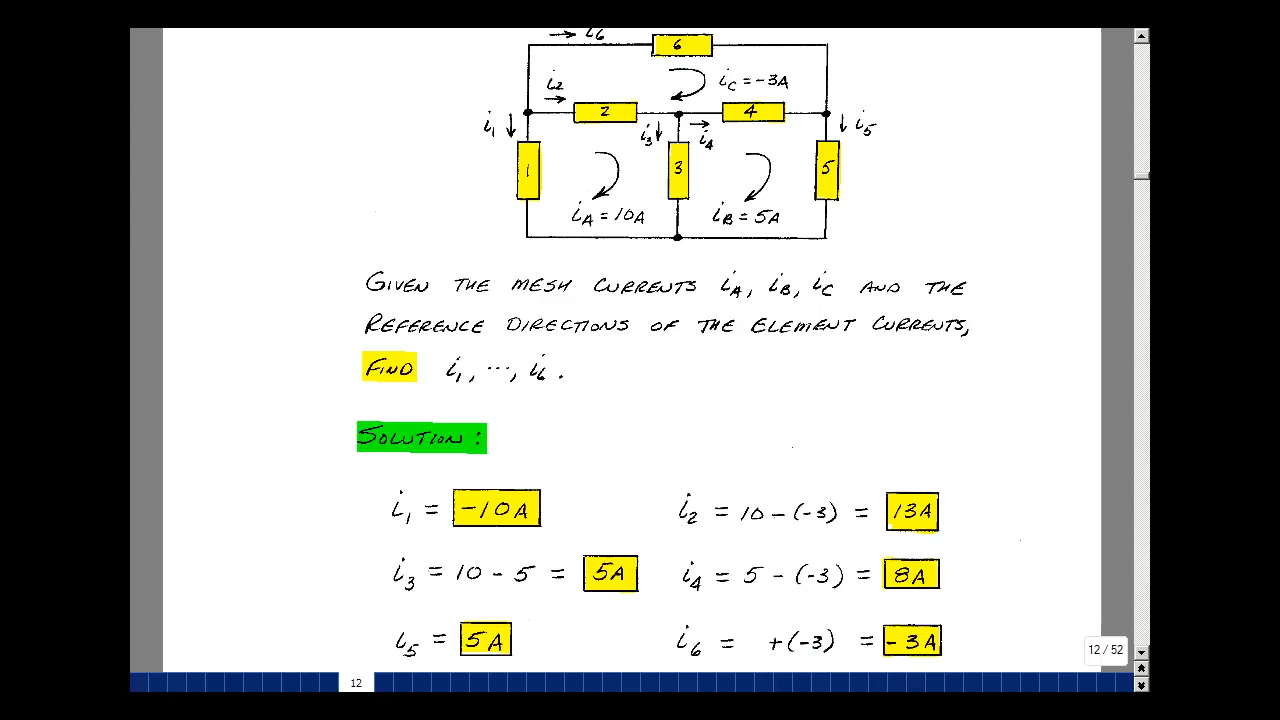 → i6
6
i2
→
iC = -3A
2
4
i1 ↓
i3 ↓
→
i4
↓ i5
1
3
5
iA = 10A
iB = 5A
GIVEN THE MESH CURRENTS iA, iB, iC AND THE
REFERENCE DIRECTIONS OF THE ELEMENT CURRENTS,
FIND i1, ···, i6.
SOLUTION:
i1 = -10A
i2 = 10 - (-3) = 13A
i3 = 10 - 5 = 5A
i4 = 5 - (-3) = 8A
i5 = 5A
i6 = +(-3) = -3A
12 / 52
12